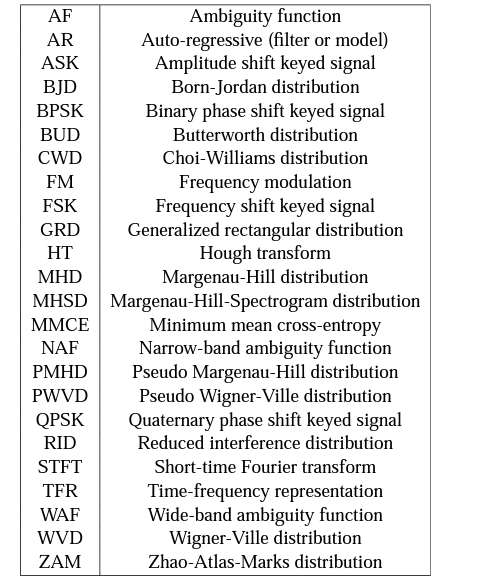 AF Ambiguity function
AR Auto-regressive (filter or model)
ASK Amplitude shift keyed signal
BJD Born-Jordan distribution
BPSK Binary phase shift keyed signal
BUD Butterworth distribution
CWD Choi-Williams distribution
FM Frequency modulation
FSK Frequency shift keyed signal
GRD Generalized rectangular distribution
HT Hough transform
MHD Margenau-Hill distribution
MHSD Margenau-Hill-Spectrogram distribution
MMCE Minimum mean cross-entropy
NAF Narrow-band ambiguity function
PMHD Pseudo Margenau-Hill distribution
PWVD Pseudo Wigner-Ville distribution
QPSK Quaternary phase shift keyed signal
RID Reduced interference distribution
STFT Short-time Fourier transform
TFR Time-frequency representation
WAF Wide-band ambiguity function
WVD Wigner-Ville distribution
ZAM Zhao-Atlas-Marks distribution